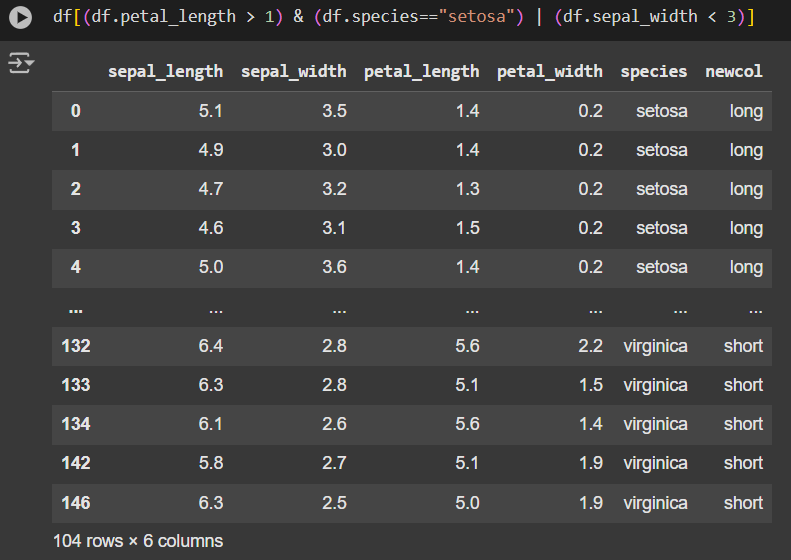 df[(df.petal_length > 1) & (df.species=="setosa") | (df.sepal_width < 3)]
sepal_length sepal_width petal_length petal_width species newcol
0 5.1 3.5 1.4 0.2 setosa long
1 4.9 3.0 1.4 0.2 setosa long
2 4.7 3.2 1.3 0.2 setosa long
3 4.6 3.1 1.5 0.2 setosa long
4 5.0 3.6 1.4 0.2 setosa long
... ... ... ... ... ... ...
132 6.4 2.8 5.6 2.2 virginica short
133 6.3 2.8 5.1 1.5 virginica short
134 6.1 2.6 5.6 1.4 virginica short
142 5.8 2.7 5.1 1.9 virginica short
146 6.3 2.5 5.0 1.9 virginica short
104 rows × 6 columns